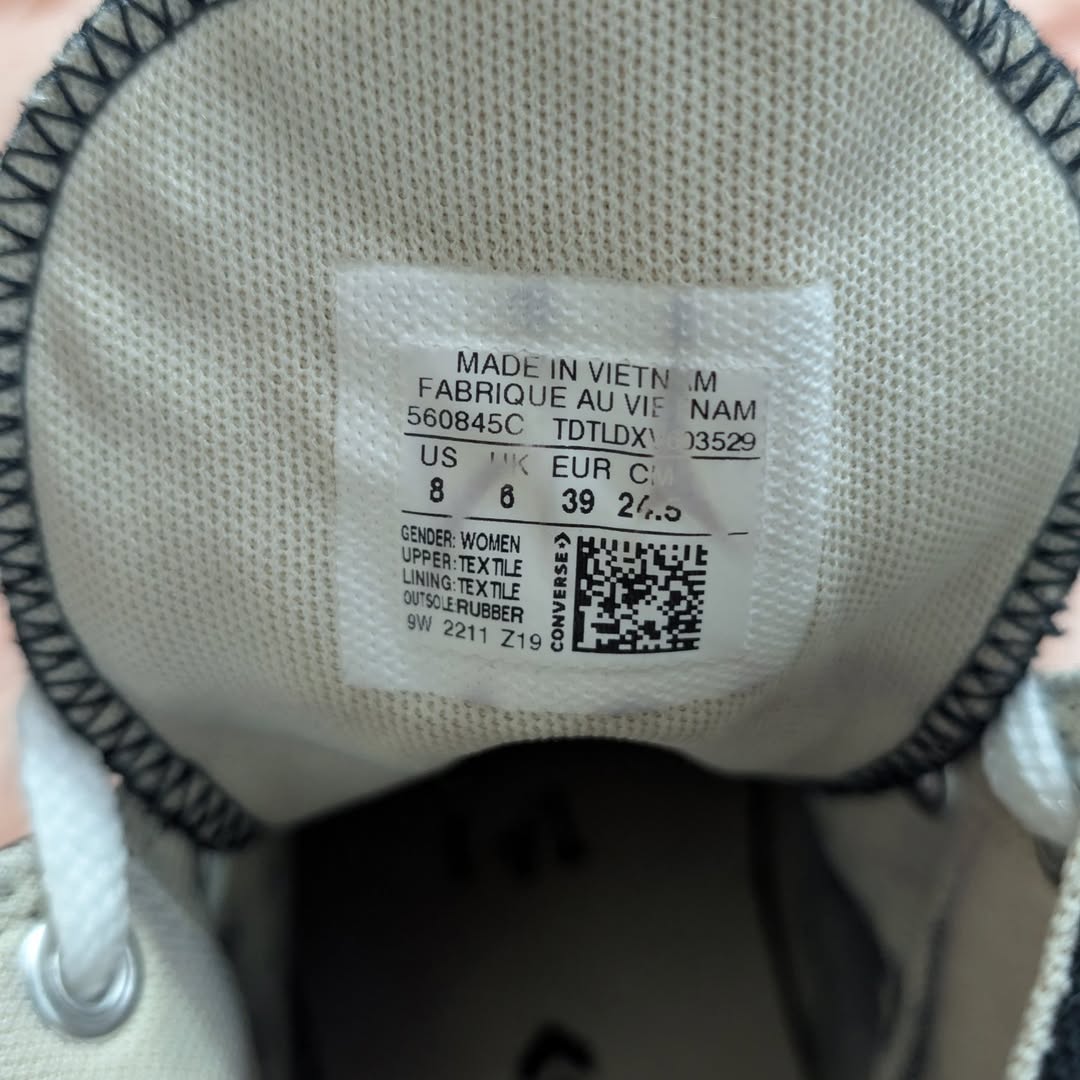 MADE IN VIETNAM
FABRIQUE AU VIETNAM
560845C
US UK EUR CM
8 6 39 24.5
GENDER: WOMEN
UPPER: TEXTILE
LINING: TEXTILE
OUTSOLE: RUBBER
9W 2211 Z19
CONVERSE